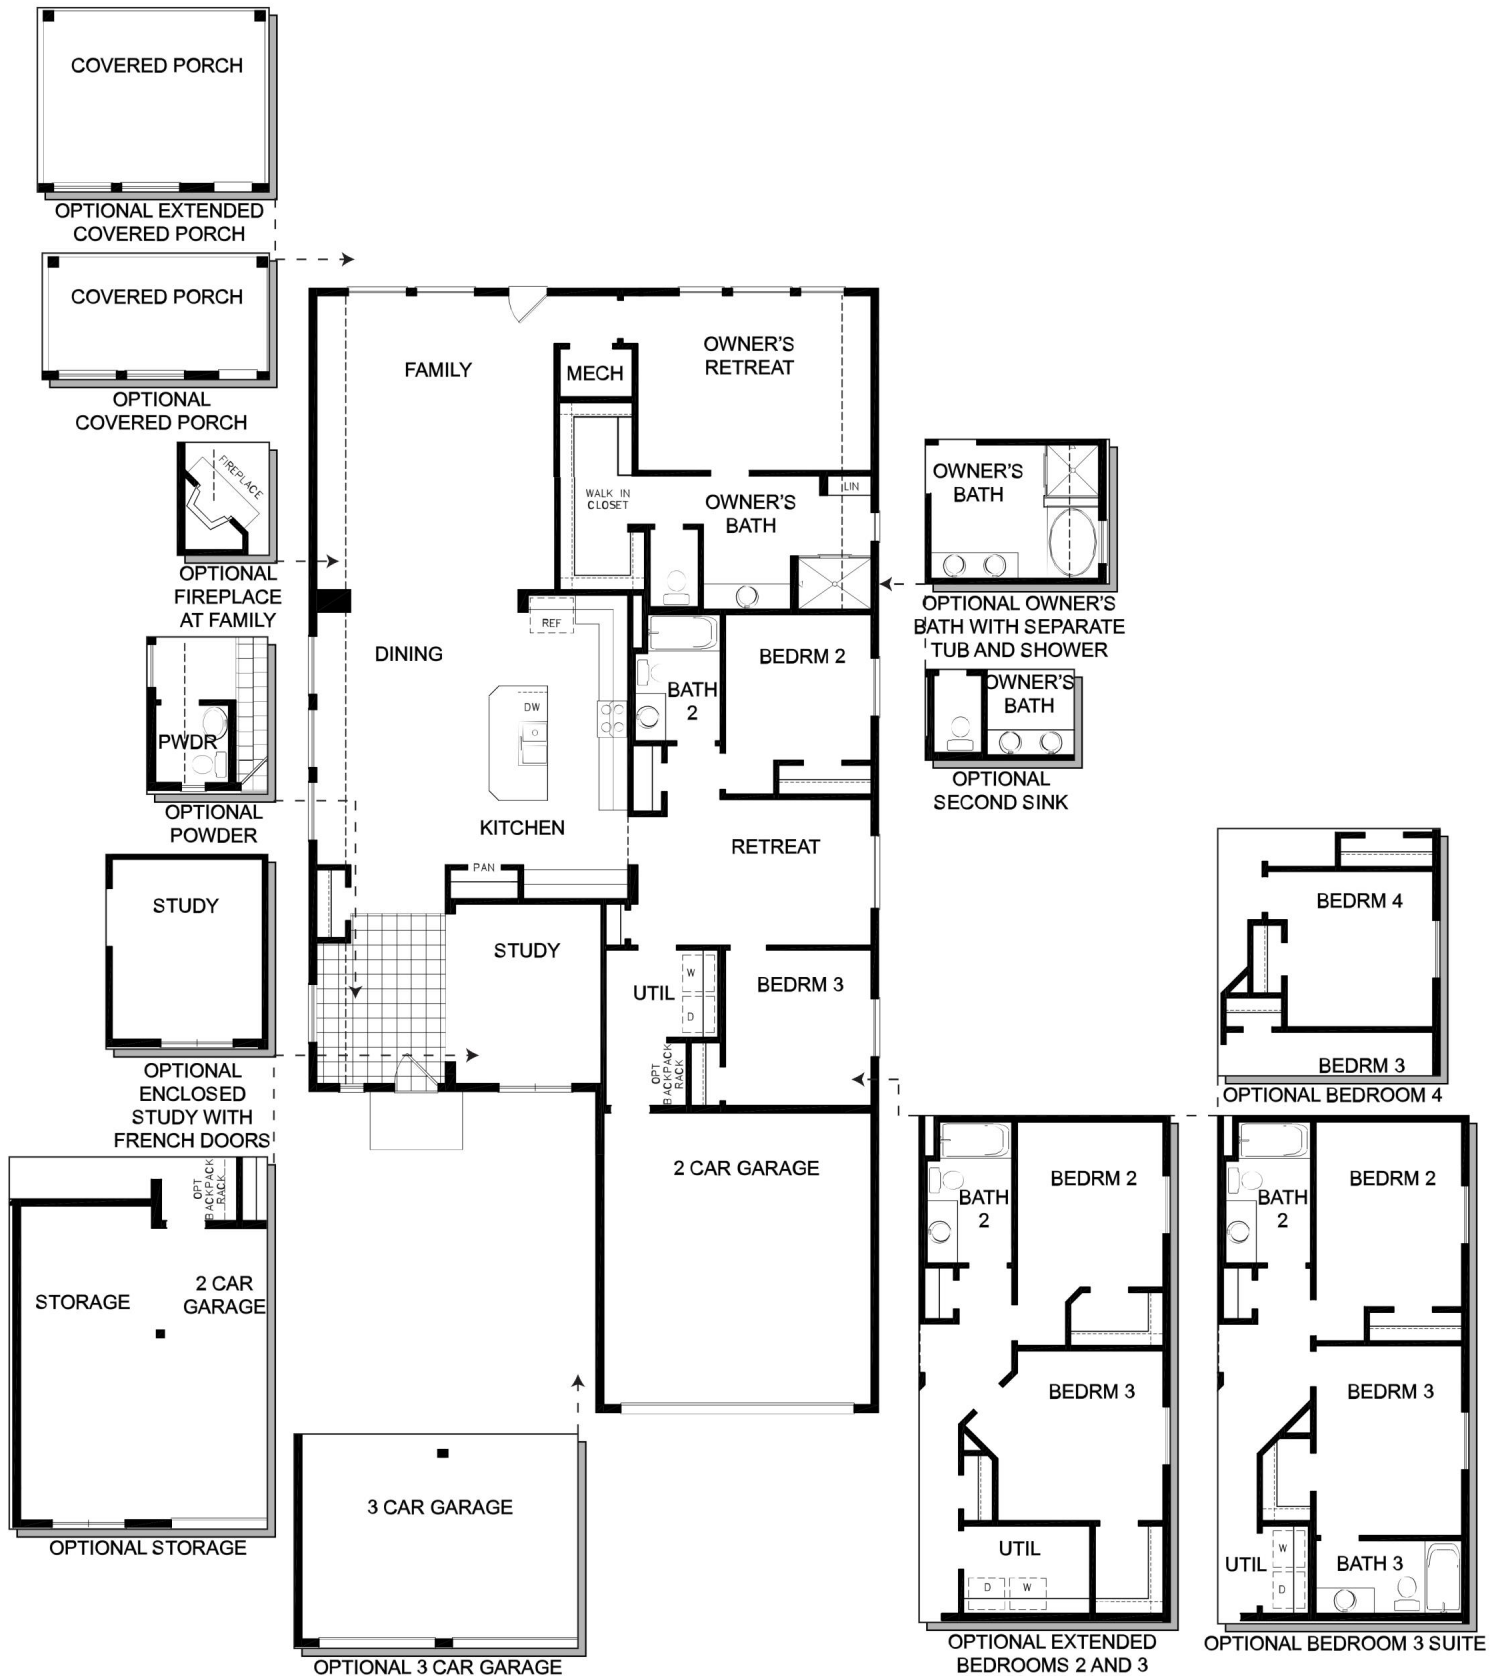 COVERED PORCH
OPTIONAL EXTENDED
COVERED PORCH
COVERED PORCH
OPTIONAL
COVERED PORCH
FIREPLACE
OPTIONAL
FIREPLACE
AT FAMILY
PWDR
OPTIONAL
POWDER
STUDY
OPTIONAL
ENCLOSED
STUDY WITH
FRENCH DOORS
OPT
BACKPACK
RACK
STORAGE
2 CAR
GARAGE
OPTIONAL STORAGE
FAMILY
MECH
OWNER'S
RETREAT
WALK IN
CLOSET
OWNER'S
BATH
LIN
REF
DINING
BEDRM 2
BATH
2
DW
KITCHEN
RETREAT
PAN
STUDY
UTIL
W
D
BEDRM 3
OPT
BACKPACK
RACK
2 CAR GARAGE
3 CAR GARAGE
OPTIONAL 3 CAR GARAGE
OWNER'S
BATH
OPTIONAL OWNER'S
BATH WITH SEPARATE
TUB AND SHOWER
OWNER'S
BATH
OPTIONAL
SECOND SINK
BEDRM 4
BEDRM 3
OPTIONAL BEDROOM 4
BEDRM 2
BATH
2
BEDRM 3
UTIL
D
W
OPTIONAL EXTENDED
BEDROOMS 2 AND 3
BEDRM 2
BATH
2
BEDRM 3
W
UTIL
D
BATH 3
OPTIONAL BEDROOM 3 SUITE